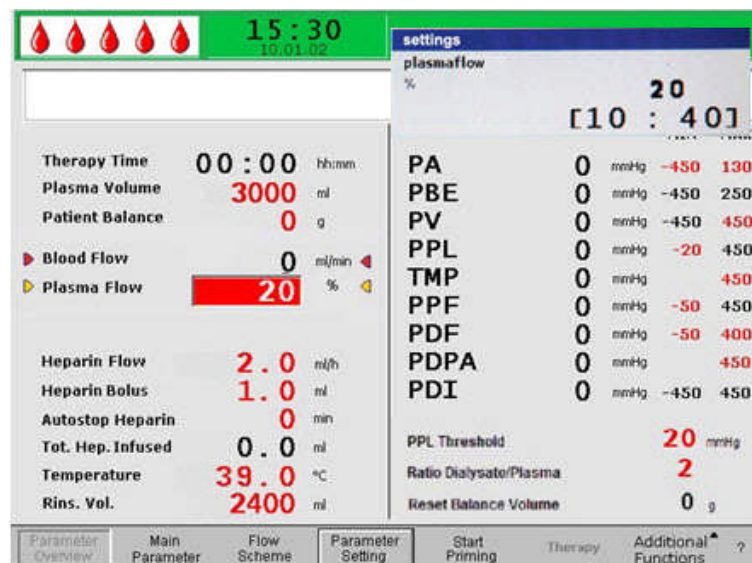 15:30
10.01.02
settings
plasmaflow
%
20
[10 : 40]
Therapy Time 00:00 hh:mm
Plasma Volume 3000 ml
Patient Balance 0 g
Blood Flow 0 ml/min
Plasma Flow 20 %
Heparin Flow 2.0 ml/h
Heparin Bolus 1.0 ml
Autostop Heparin 0 min
Tot. Hep. Infused 0.0 ml
Temperature 39.0 °C
Rins. Vol. 2400 ml
PA 0 mmHg -450 130
PBE 0 mmHg -450 250
PV 0 mmHg -450 450
PPL 0 mmHg -20 450
TMP 0 mmHg 450
PPF 0 mmHg -50 450
PDF 0 mmHg -50 400
PDPA 0 mmHg 450
PDI 0 mmHg -450 450
PPL Threshold 20 mmHg
Ratio Dialysato/Plasma 2
Reset Balance Volume 0 g
Parameter Overview
Main Parameter
Flow Scheme
Parameter Setting
Start Priming
Therapy
Additional Functions
?